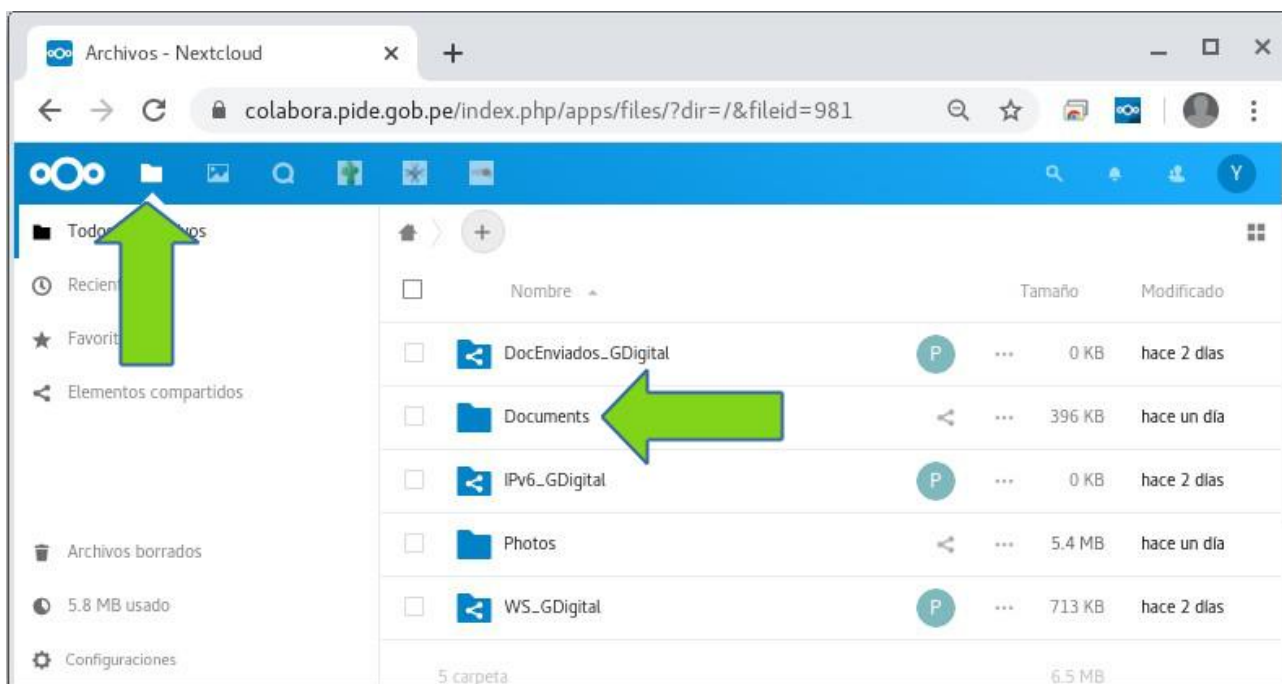 Archivos - Nextcloud
colabora.pide.gob.pe/index.php/apps/files/?dir=/&fileid=981
Y
Nombre Tamaño Modificado
Recien
Favorit
Elementos compartidos
Archivos borrados
5.8 MB usado
Configuraciones
DocEnviados_GDigital P 0 KB hace 2 días
Documents 396 KB hace un día
IPv6_GDigital P 0 KB hace 2 días
Photos 5.4 MB hace un día
WS_GDigital P 713 KB hace 2 días
5 carpeta 6.5 MB